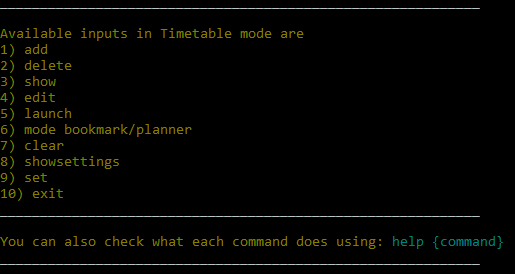 Available inputs in Timetable mode are
1) add
2) delete
3) show
4) edit
5) launch
6) mode bookmark/planner
7) clear
8) showsettings
9) set
10) exit
You can also check what each command does using: help {command}